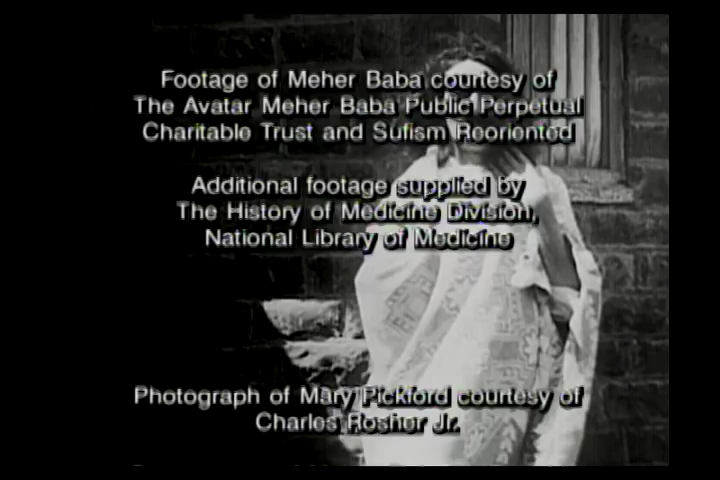 Footage of Meher Baba courtesy of
The Avatar Meher Baba Public Perpetual
Charitable Trust and Sufism Reoriented
Additional footage supplied by
The History of Medicine Division,
National Library of Medicine
Photograph of Mary Pickford courtesy of
Charles Rosher Jr.